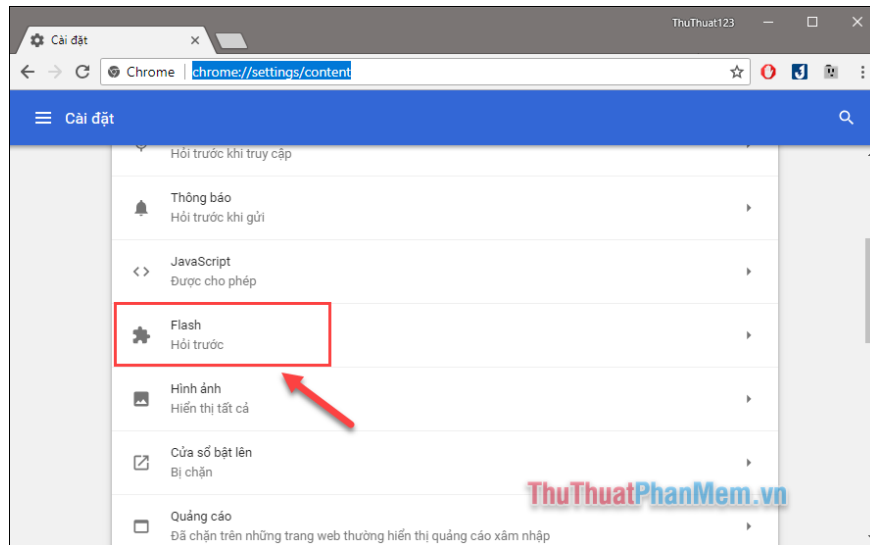 ThuThuat123
Cài đặt
Chrome chrome://settings/content
Cài đặt
Hỏi trước khi truy cập
Thông báo
Hỏi trước khi gửi
JavaScript
Được cho phép
Flash
Hỏi trước
Hình ảnh
Hiển thị tất cả
Cửa sổ bật lên
Bị chặn
ThuThuatPhanMem.vn
Quảng cáo
Đã chặn trên những trang web thường hiển thị quảng cáo xâm nhập